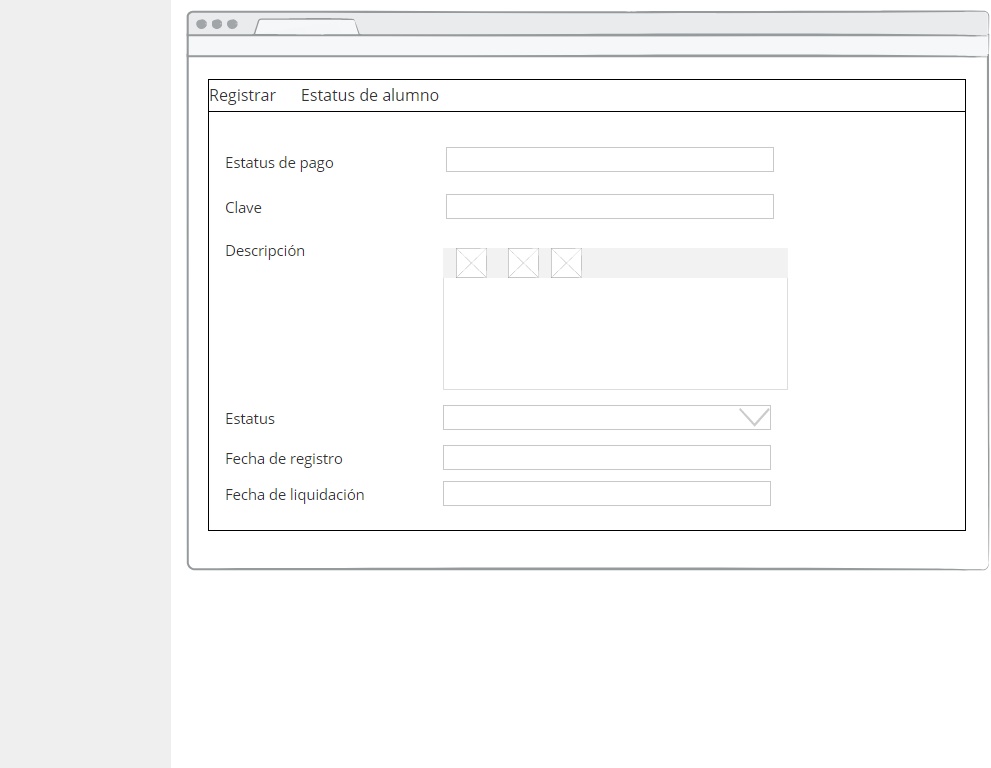 Registrar Estatus de alumno
Estatus de pago
Clave
Descripción
Estatus
Fecha de registro
Fecha de liquidación